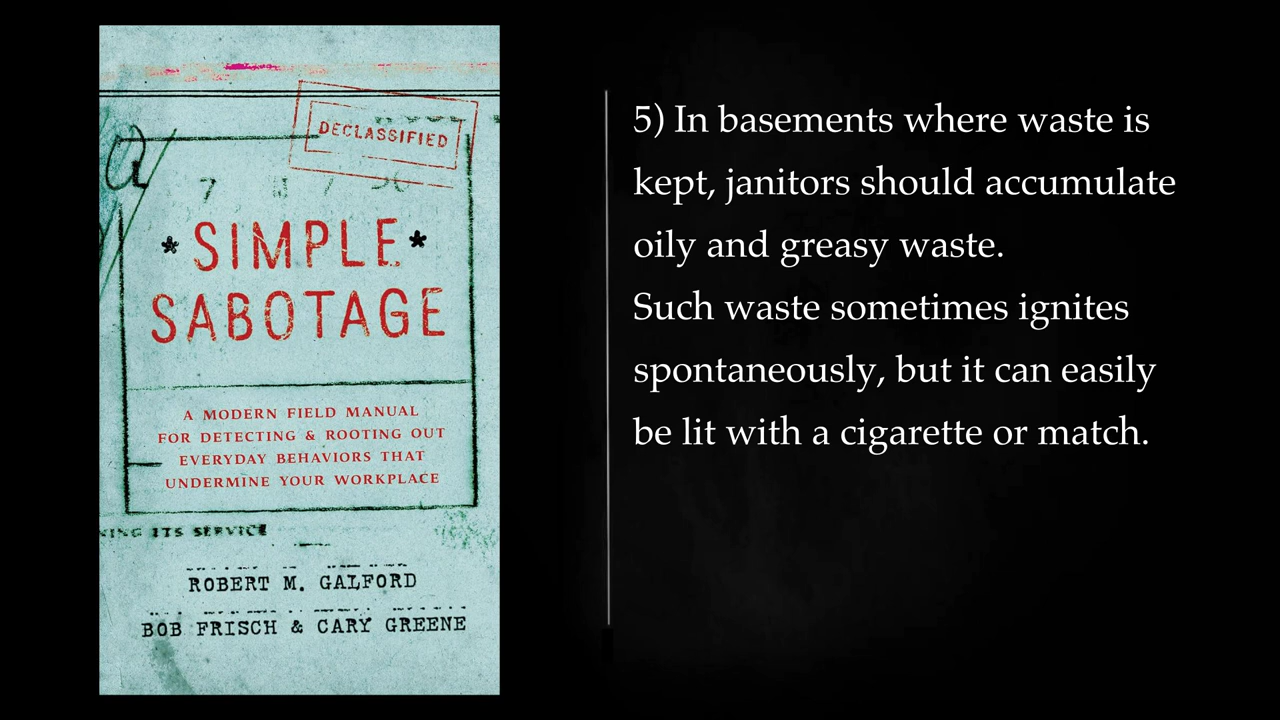 DECLASSIFIED
*SIMPLE*
SABOTAGE
A MODERN FIELD MANUAL
FOR DETECTING & ROOTING OUT
EVERYDAY BEHAVIORS THAT
UNDERMINE YOUR WORKPLACE
ITS SERVICE
ROBERT M. GALFORD
BOB FRISCH & CARY GREENE
5) In basements where waste is
kept, janitors should accumulate
oily and greasy waste.
Such waste sometimes ignites
spontaneously, but it can easily
be lit with a cigarette or match.